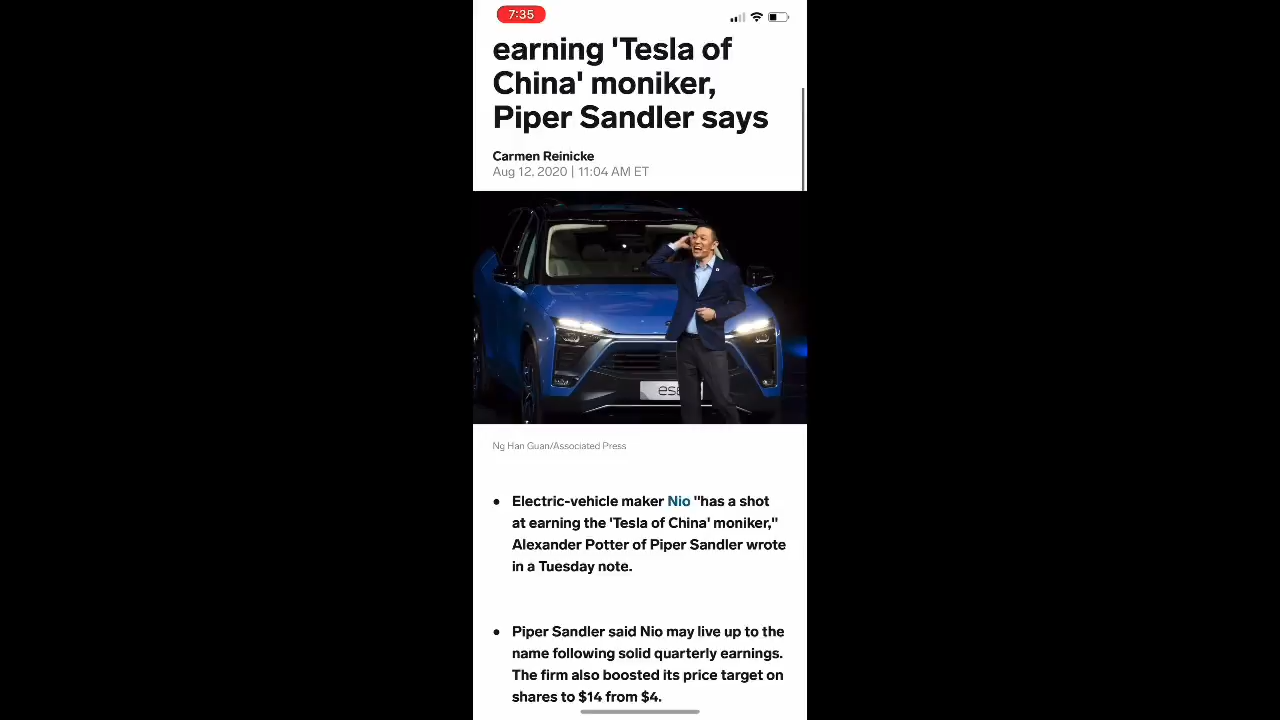 7:35
earning 'Tesla of
China' moniker,
Piper Sandler says
Carmen Reinicke
Aug 12, 2020 | 11:04 AM ET
Ng Han Guan/Associated Press
• Electric-vehicle maker Nio "has a shot
at earning the 'Tesla of China' moniker,"
Alexander Potter of Piper Sandler wrote
in a Tuesday note.
• Piper Sandler said Nio may live up to the
name following solid quarterly earnings.
The firm also boosted its price target on
shares to $14 from $4.